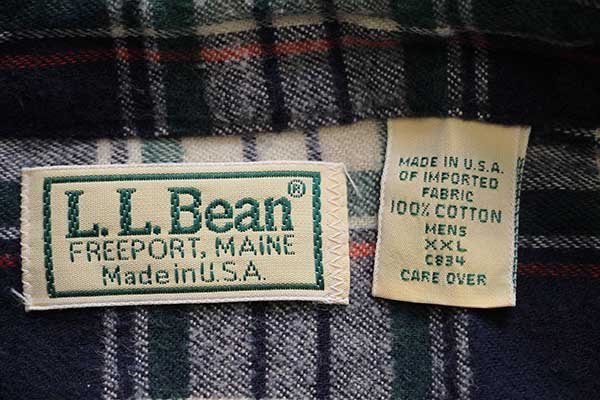 L.L.Bean®
FREEPORT, MAINE
Made in U.S.A.
MADE IN U.S.A.
OF IMPORTED
FABRIC
100% COTTON
MENS
XXL
C834
CARE OVER